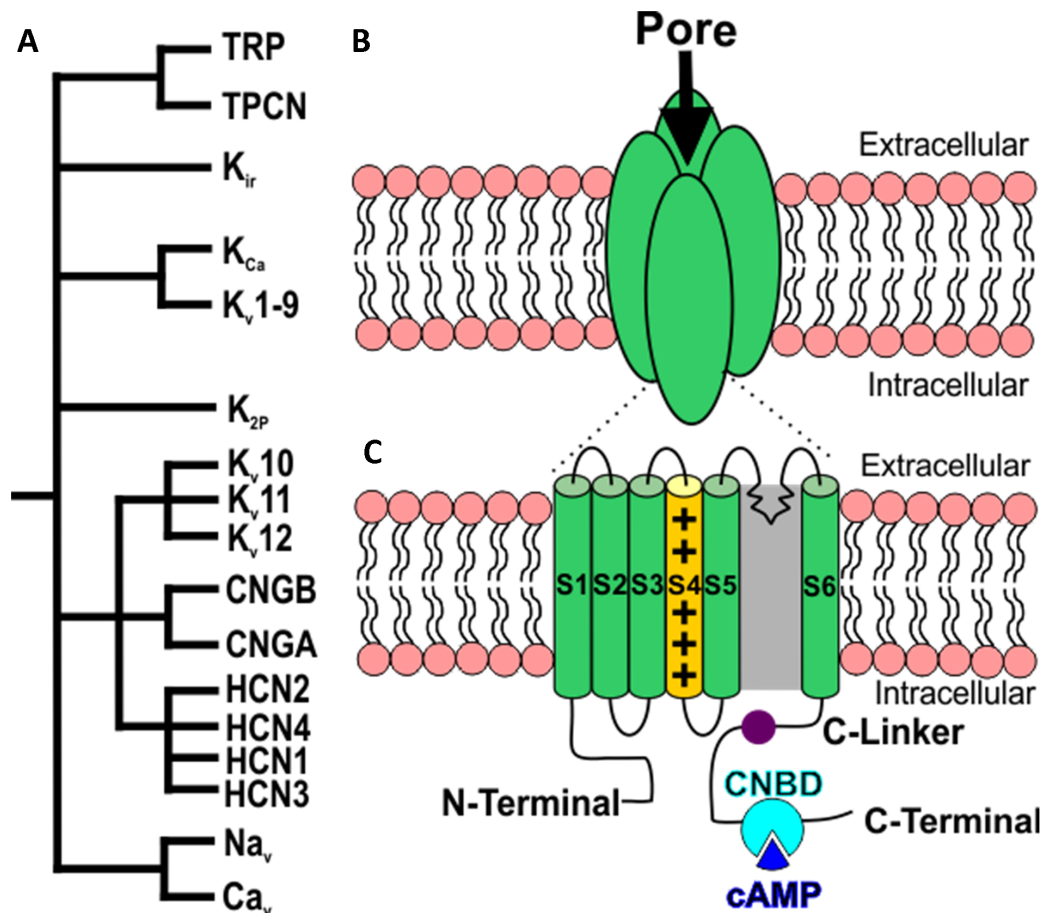 A
TRP
TPCN
Kir
KCa
Kv1-9
K2P
Kv10
Kv11
Kv12
CNGB
CNGA
HCN2
HCN4
HCN1
HCN3
Nav
Cav
B
Pore
Extracellular
Intracellular
C
Extracellular
+
+
S1 S2 S3 S4 S5 S6
+
+
+
Intracellular
C-Linker
N-Terminal
CNBD
C-Terminal
cAMP